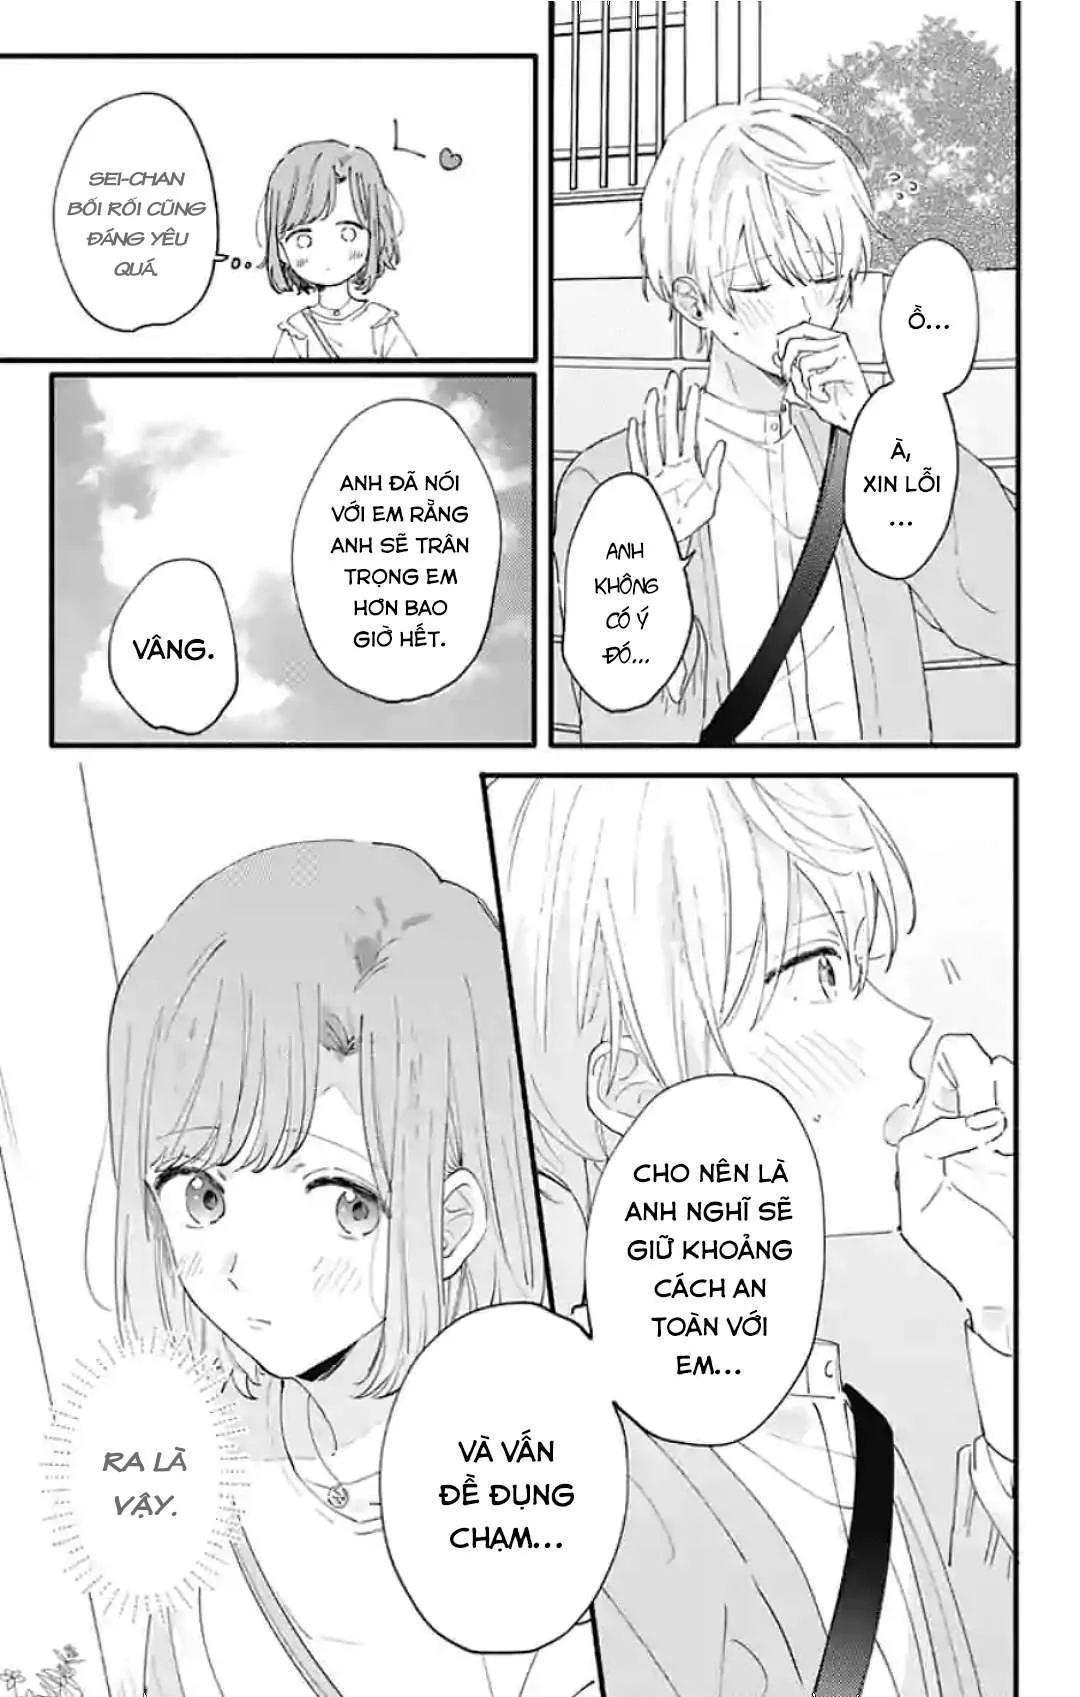 Ồ...
À,
XIN LỖI
...
ANH
KHÔNG
CÓ Ý
ĐÓ...
SEI-CHAN
BỐI RỐI CŨNG
ĐÁNG YÊU
QUÁ.
ANH ĐÃ NÓI
VỚI EM RẰNG
ANH SẼ TRÂN
TRỌNG EM
HƠN BAO
GIỜ HẾT.
VÂNG.
CHO NÊN LÀ
ANH NGHĨ SẼ
GIỮ KHOẢNG
CÁCH AN
TOÀN VỚI
EM...
VÀ VẤN
ĐỀ ĐỤNG
CHẠM...
RA LÀ
VẬY.